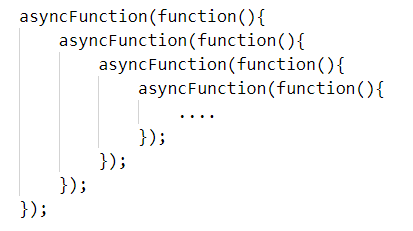 asyncFunction(function(){
    asyncFunction(function(){
        asyncFunction(function(){
            asyncFunction(function(){
                ....
            });
        });
    });
});